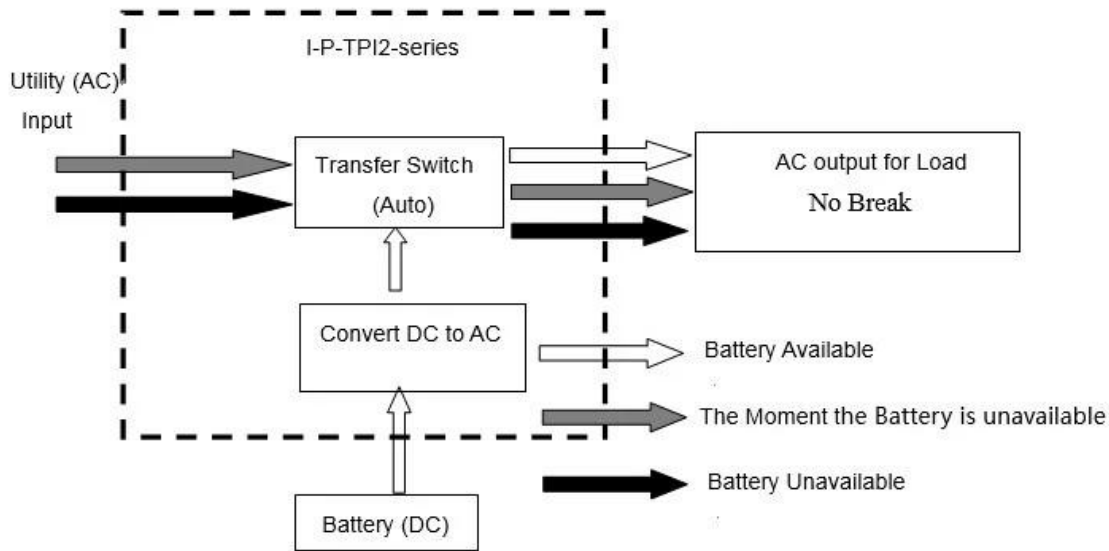 I-P-TPI2-series
Utility (AC)
Input
Transfer Switch
(Auto)
AC output for Load
No Break
Convert DC to AC
Battery Available
The Moment the Battery is unavailable
Battery Unavailable
Battery (DC)